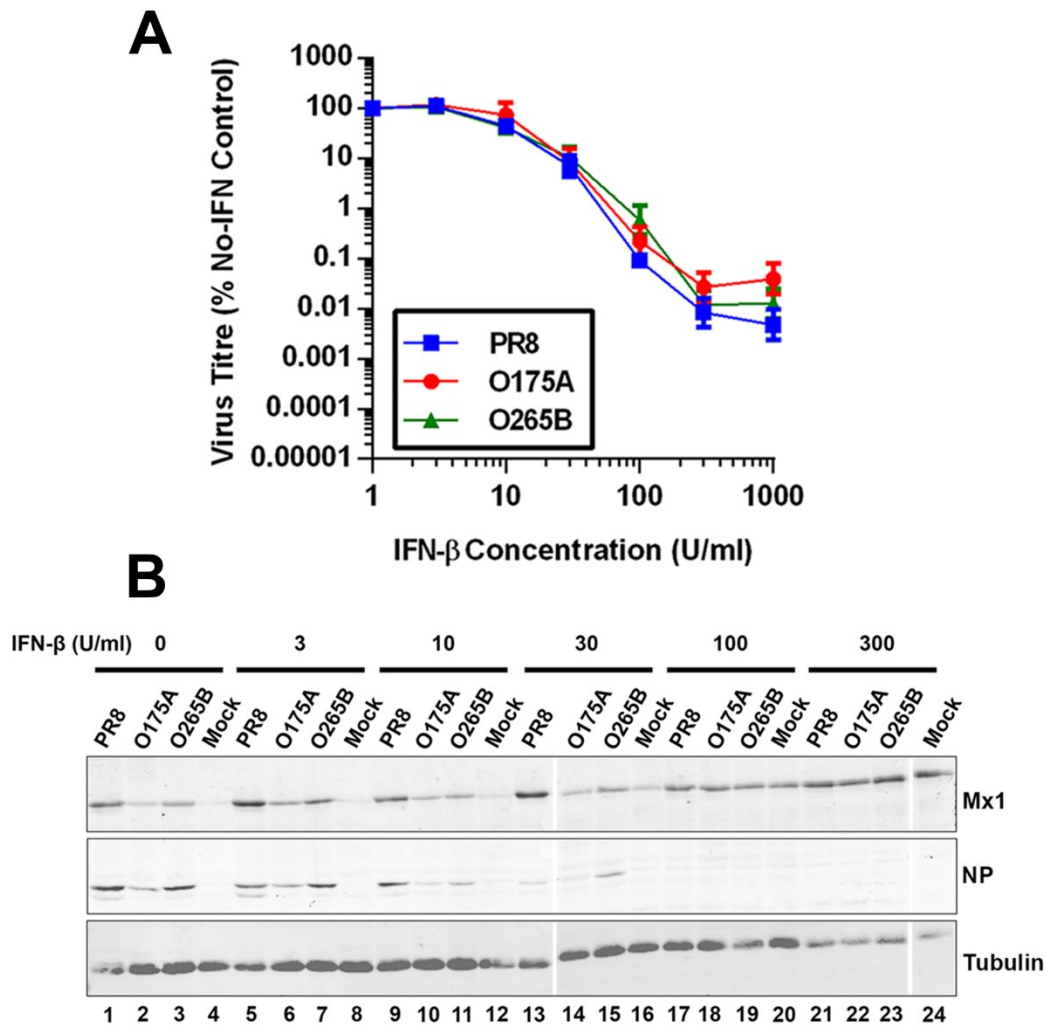 A
1000
100
10
1
0.1
0.01
0.001
0.0001
0.00001
Virus Titre (% No-IFN Control)
PR8
O175A
O265B
1 10 100 1000
IFN-β Concentration (U/ml)
B
IFN-β (U/ml) 0 3 10 30 100 300
PR8 O175A O265B Mock PR8 O175A O265B Mock PR8 O175A O265B Mock PR8 O175A O265B Mock PR8 O175A O265B Mock PR8 O175A O265B Mock
Mx1
NP
Tubulin
1 2 3 4 5 6 7 8 9 10 11 12 13 14 15 16 17 18 19 20 21 22 23 24